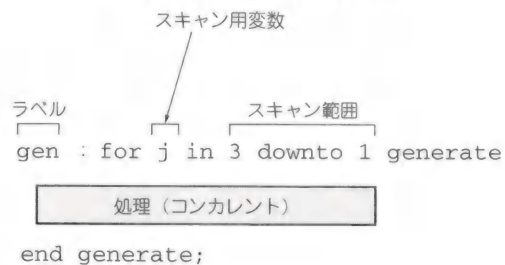 スキャン用変数
ラベル
スキャン範囲
gen : for j in 3 downto 1 generate
処理（コンカレント）
end generate;